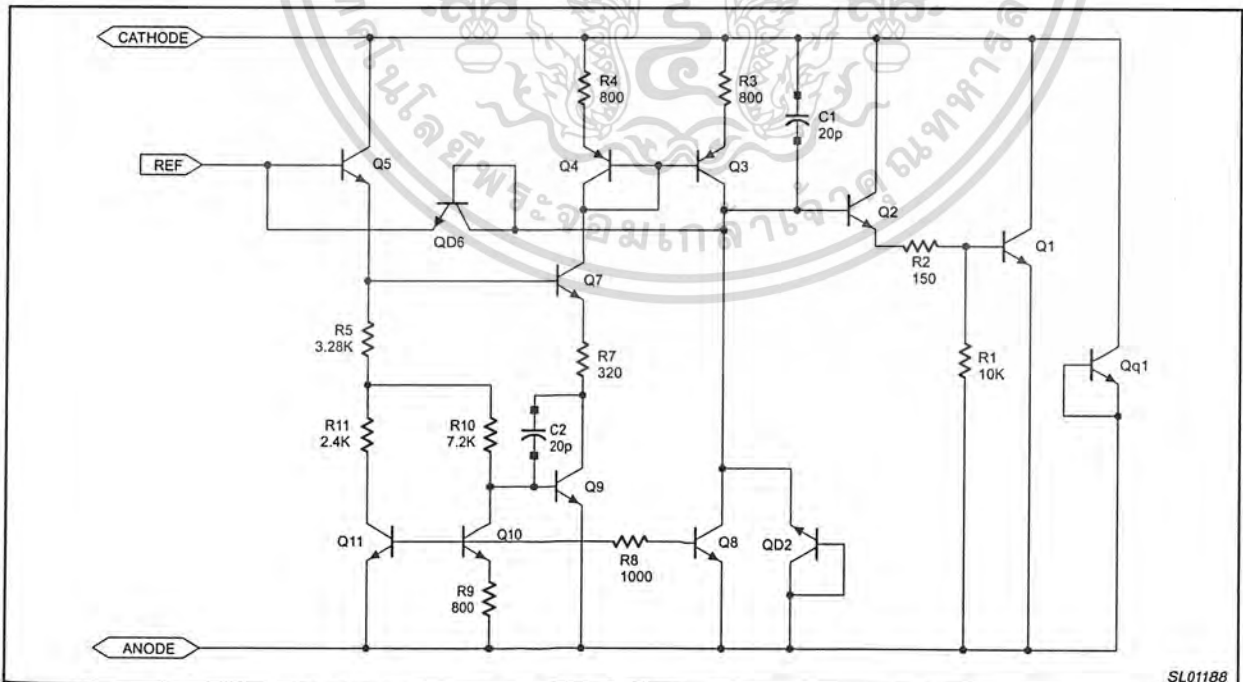 CATHODE
R4
800
R3
800
C1
20p
REF
Q5
Q4
Q3
QD6
Q2
R2
150
Q1
Q7
R5
3.28K
R7
320
R1
10K
Qq1
R11
2.4K
R10
7.2K
C2
20p
Q9
Q11
Q10
R8
1000
Q8
QD2
R9
800
ANODE
SL01188